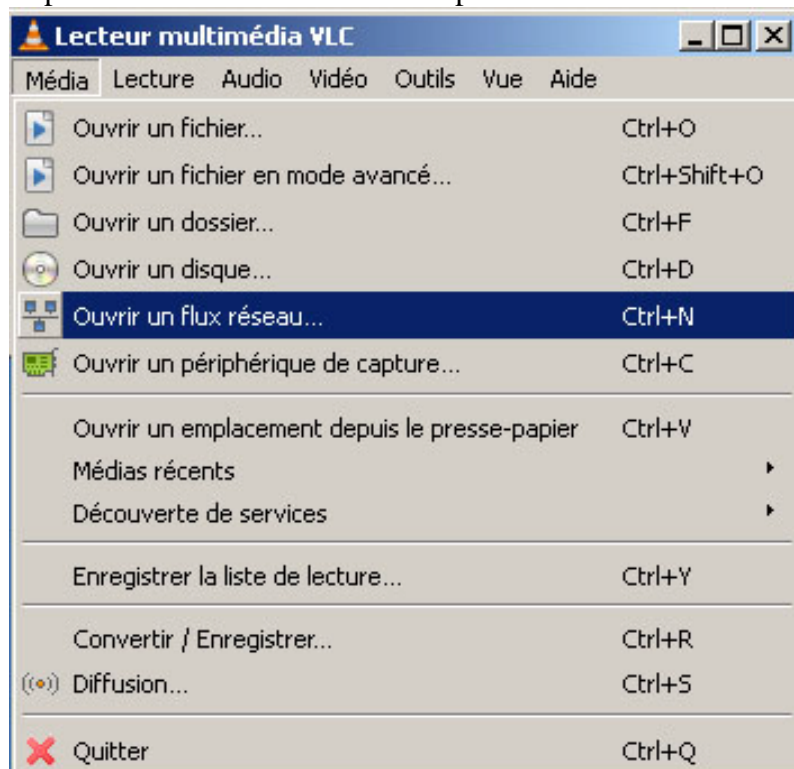 Lecteur multimédia VLC
Média Lecture Audio Vidéo Outils Vue Aide
Ouvrir un fichier... Ctrl+O
Ouvrir un fichier en mode avancé... Ctrl+Shift+O
Ouvrir un dossier... Ctrl+F
Ouvrir un disque... Ctrl+D
Ouvrir un flux réseau... Ctrl+N
Ouvrir un périphérique de capture... Ctrl+C
Ouvrir un emplacement depuis le presse-papier Ctrl+V
Médias récents
Découverte de services
Enregistrer la liste de lecture... Ctrl+Y
Convertir / Enregistrer... Ctrl+R
Diffusion... Ctrl+S
Quitter Ctrl+Q